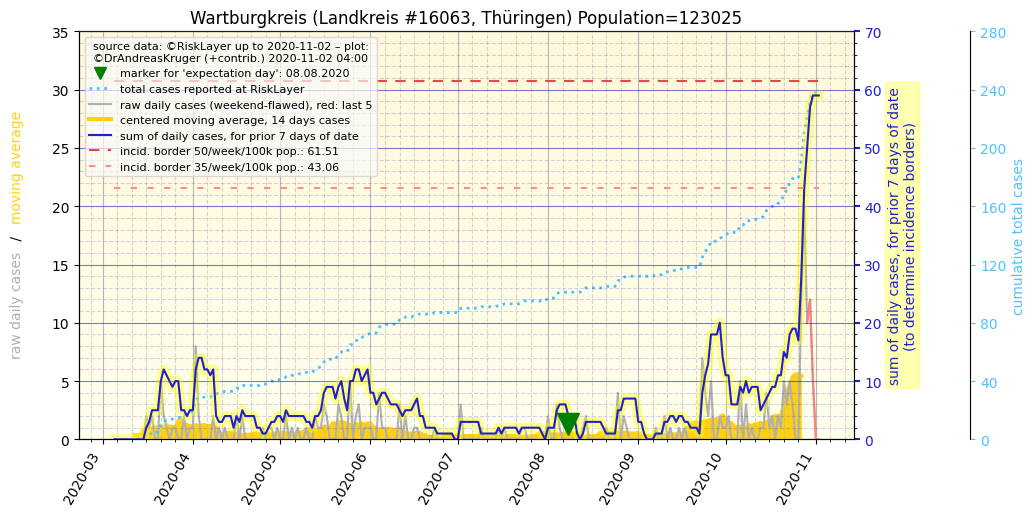 Wartburgkreis (Landkreis #16063, Thüringen) Population=123025
source data: ©RiskLayer up to 2020-11-02 – plot:
©DrAndreasKruger (+contrib.) 2020-11-02 04:00
marker for 'expectation day': 08.08.2020
total cases reported at RiskLayer
raw daily cases (weekend-flawed), red: last 5
centered moving average, 14 days cases
sum of daily cases, for prior 7 days of date
incid. border 50/week/100k pop.: 61.51
incid. border 35/week/100k pop.: 43.06
raw daily cases / moving average
35
30
25
20
15
10
5
0
2020-03
2020-04
2020-05
2020-06
2020-07
2020-08
2020-09
2020-10
2020-11
70
60
50
40
30
20
10
0
sum of daily cases, for prior 7 days of date
(to determine incidence borders)
280
240
200
160
120
80
40
0
cumulative total cases